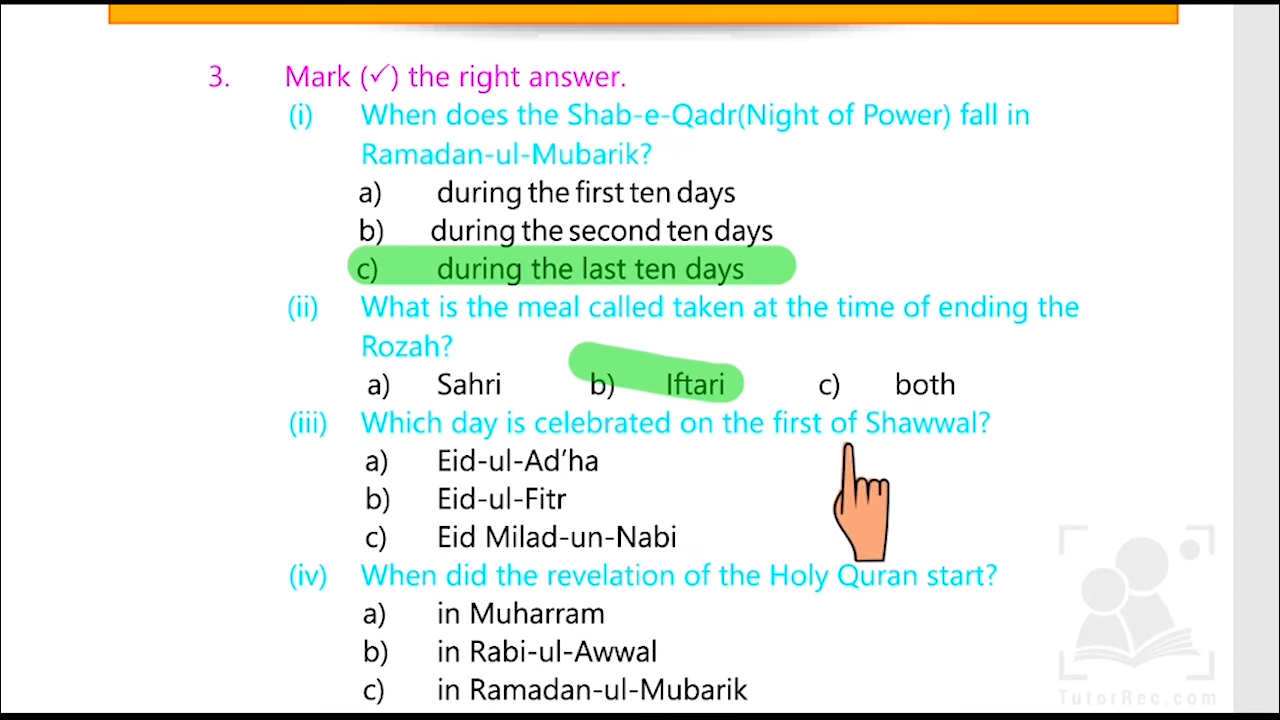 3. Mark (✓) the right answer.
(i) When does the Shab-e-Qadr(Night of Power) fall in
Ramadan-ul-Mubarik?
a) during the first ten days
b) during the second ten days
c) during the last ten days
(ii) What is the meal called taken at the time of ending the
Rozah?
a) Sahri b) Iftari c) both
(iii) Which day is celebrated on the first of Shawwal?
a) Eid-ul-Ad’ha
b) Eid-ul-Fitr
c) Eid Milad-un-Nabi
(iv) When did the revelation of the Holy Quran start?
a) in Muharram
b) in Rabi-ul-Awwal
c) in Ramadan-ul-Mubarik
TutorRec.com